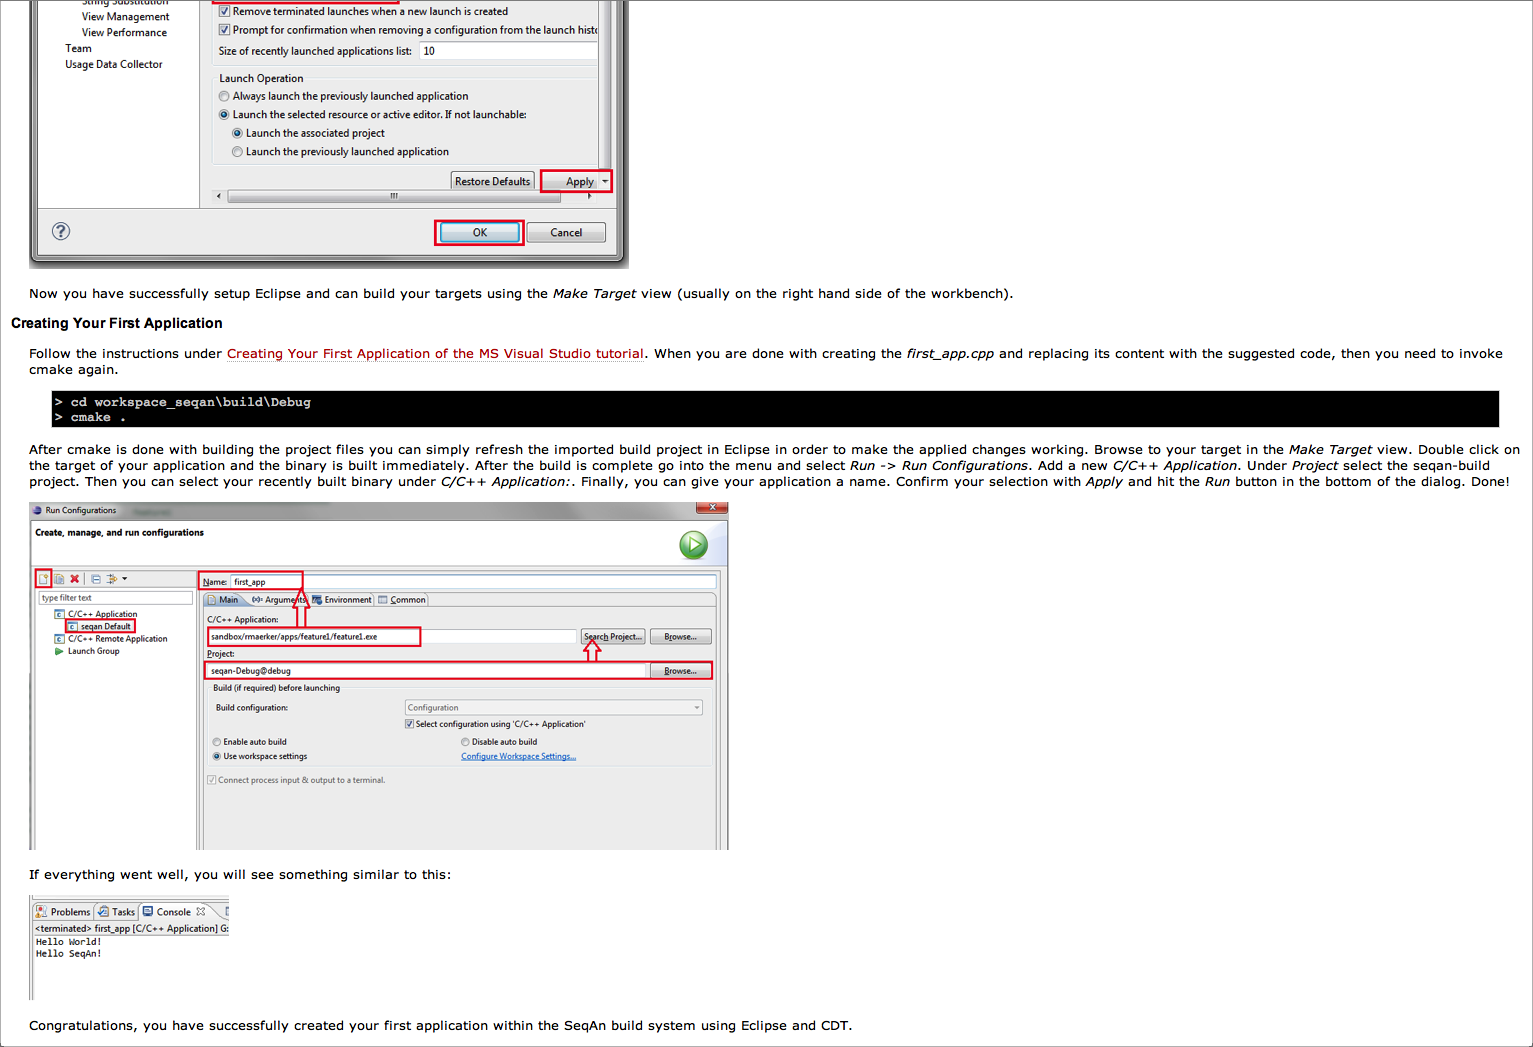 String Substitution
View Management
View Performance
Team
Usage Data Collector
Remove terminated launches when a new launch is created
Prompt for confirmation when removing a configuration from the launch histo
Size of recently launched applications list: 10
Launch Operation
Always launch the previously launched application
Launch the selected resource or active editor. If not launchable:
Launch the associated project
Launch the previously launched application
Restore Defaults
Apply
?
OK
Cancel
Now you have successfully setup Eclipse and can build your targets using the Make Target view (usually on the right hand side of the workbench).
Creating Your First Application
Follow the instructions under Creating Your First Application of the MS Visual Studio tutorial. When you are done with creating the first_app.cpp and replacing its content with the suggested code, then you need to invoke
cmake again.
> cd workspace_seqan\build\Debug
> cmake .
After cmake is done with building the project files you can simply refresh the imported build project in Eclipse in order to make the applied changes working. Browse to your target in the Make Target view. Double click on
the target of your application and the binary is built immediately. After the build is complete go into the menu and select Run -> Run Configurations. Add a new C/C++ Application. Under Project select the seqan-build
project. Then you can select your recently built binary under C/C++ Application:. Finally, you can give your application a name. Confirm your selection with Apply and hit the Run button in the bottom of the dialog. Done!
Run Configurations
Create, manage, and run configurations
type filter text
C/C++ Application
seqan Default
C/C++ Remote Application
Launch Group
Name: first_app
Main
Arguments
Environment
Common
C/C++ Application:
sandbox/rmaerker/apps/feature1/feature1.exe
Search Project...
Browse...
Project:
seqan-Debug@debug
Browse...
Build (if required) before launching
Build configuration:
Configuration
Select configuration using 'C/C++ Application'
Enable auto build
Disable auto build
Use workspace settings
Configure Workspace Settings...
Connect process input & output to a terminal.
If everything went well, you will see something similar to this:
Problems
Tasks
Console
<terminated> first_app [C/C++ Application] G:
Hello World!
Hello SeqAn!
Congratulations, you have successfully created your first application within the SeqAn build system using Eclipse and CDT.